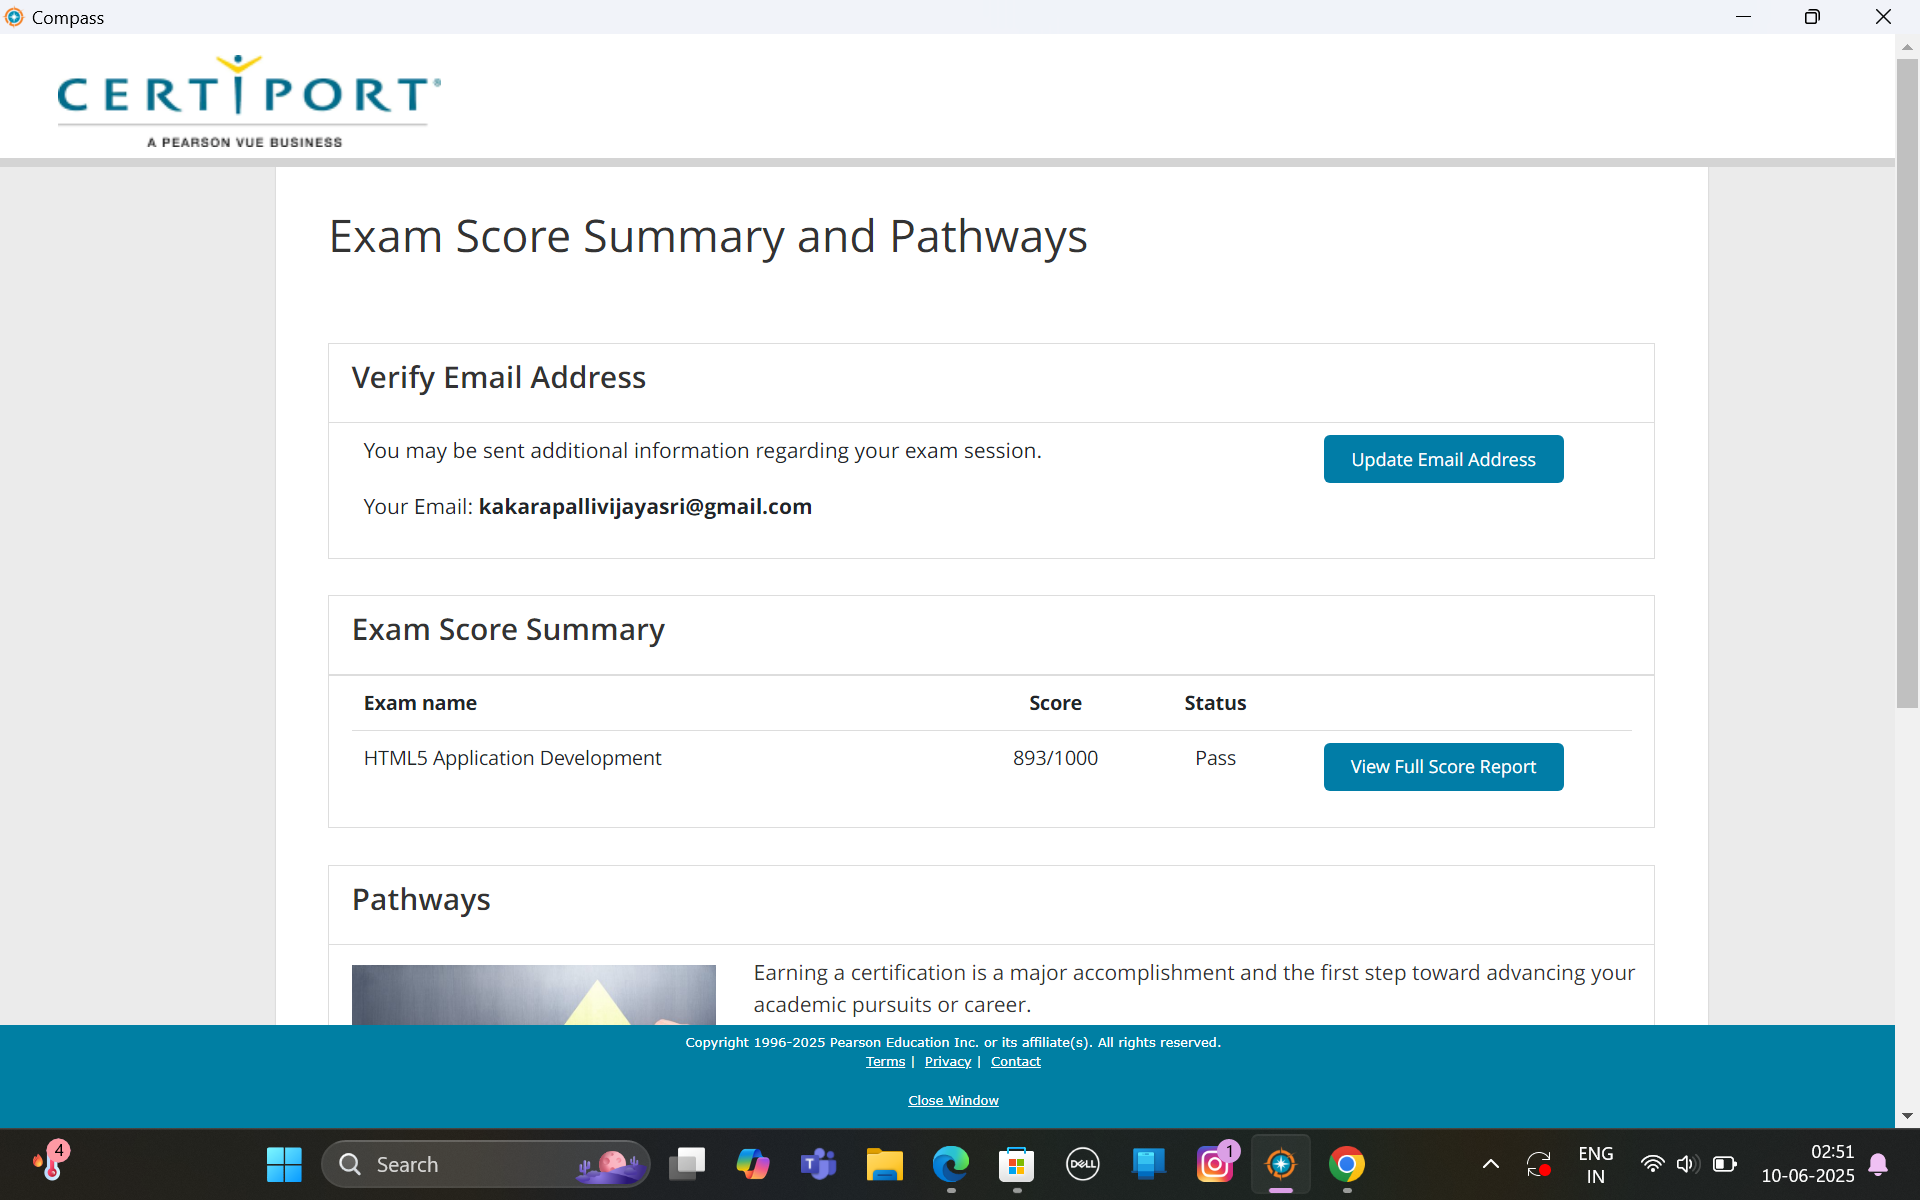 Compass
CERTIPORT®
A PEARSON VUE BUSINESS
Exam Score Summary and Pathways
Verify Email Address
You may be sent additional information regarding your exam session.
Update Email Address
Your Email: kakarapallivijayasri@gmail.com
Exam Score Summary
Exam name Score Status
HTML5 Application Development 893/1000 Pass
View Full Score Report
Pathways
Earning a certification is a major accomplishment and the first step toward advancing your
academic pursuits or career.
Copyright 1996-2025 Pearson Education Inc. or its affiliate(s). All rights reserved.
Terms | Privacy | Contact
Close Window
4
Search
T
DELL
1
ENG
IN
02:51
10-06-2025